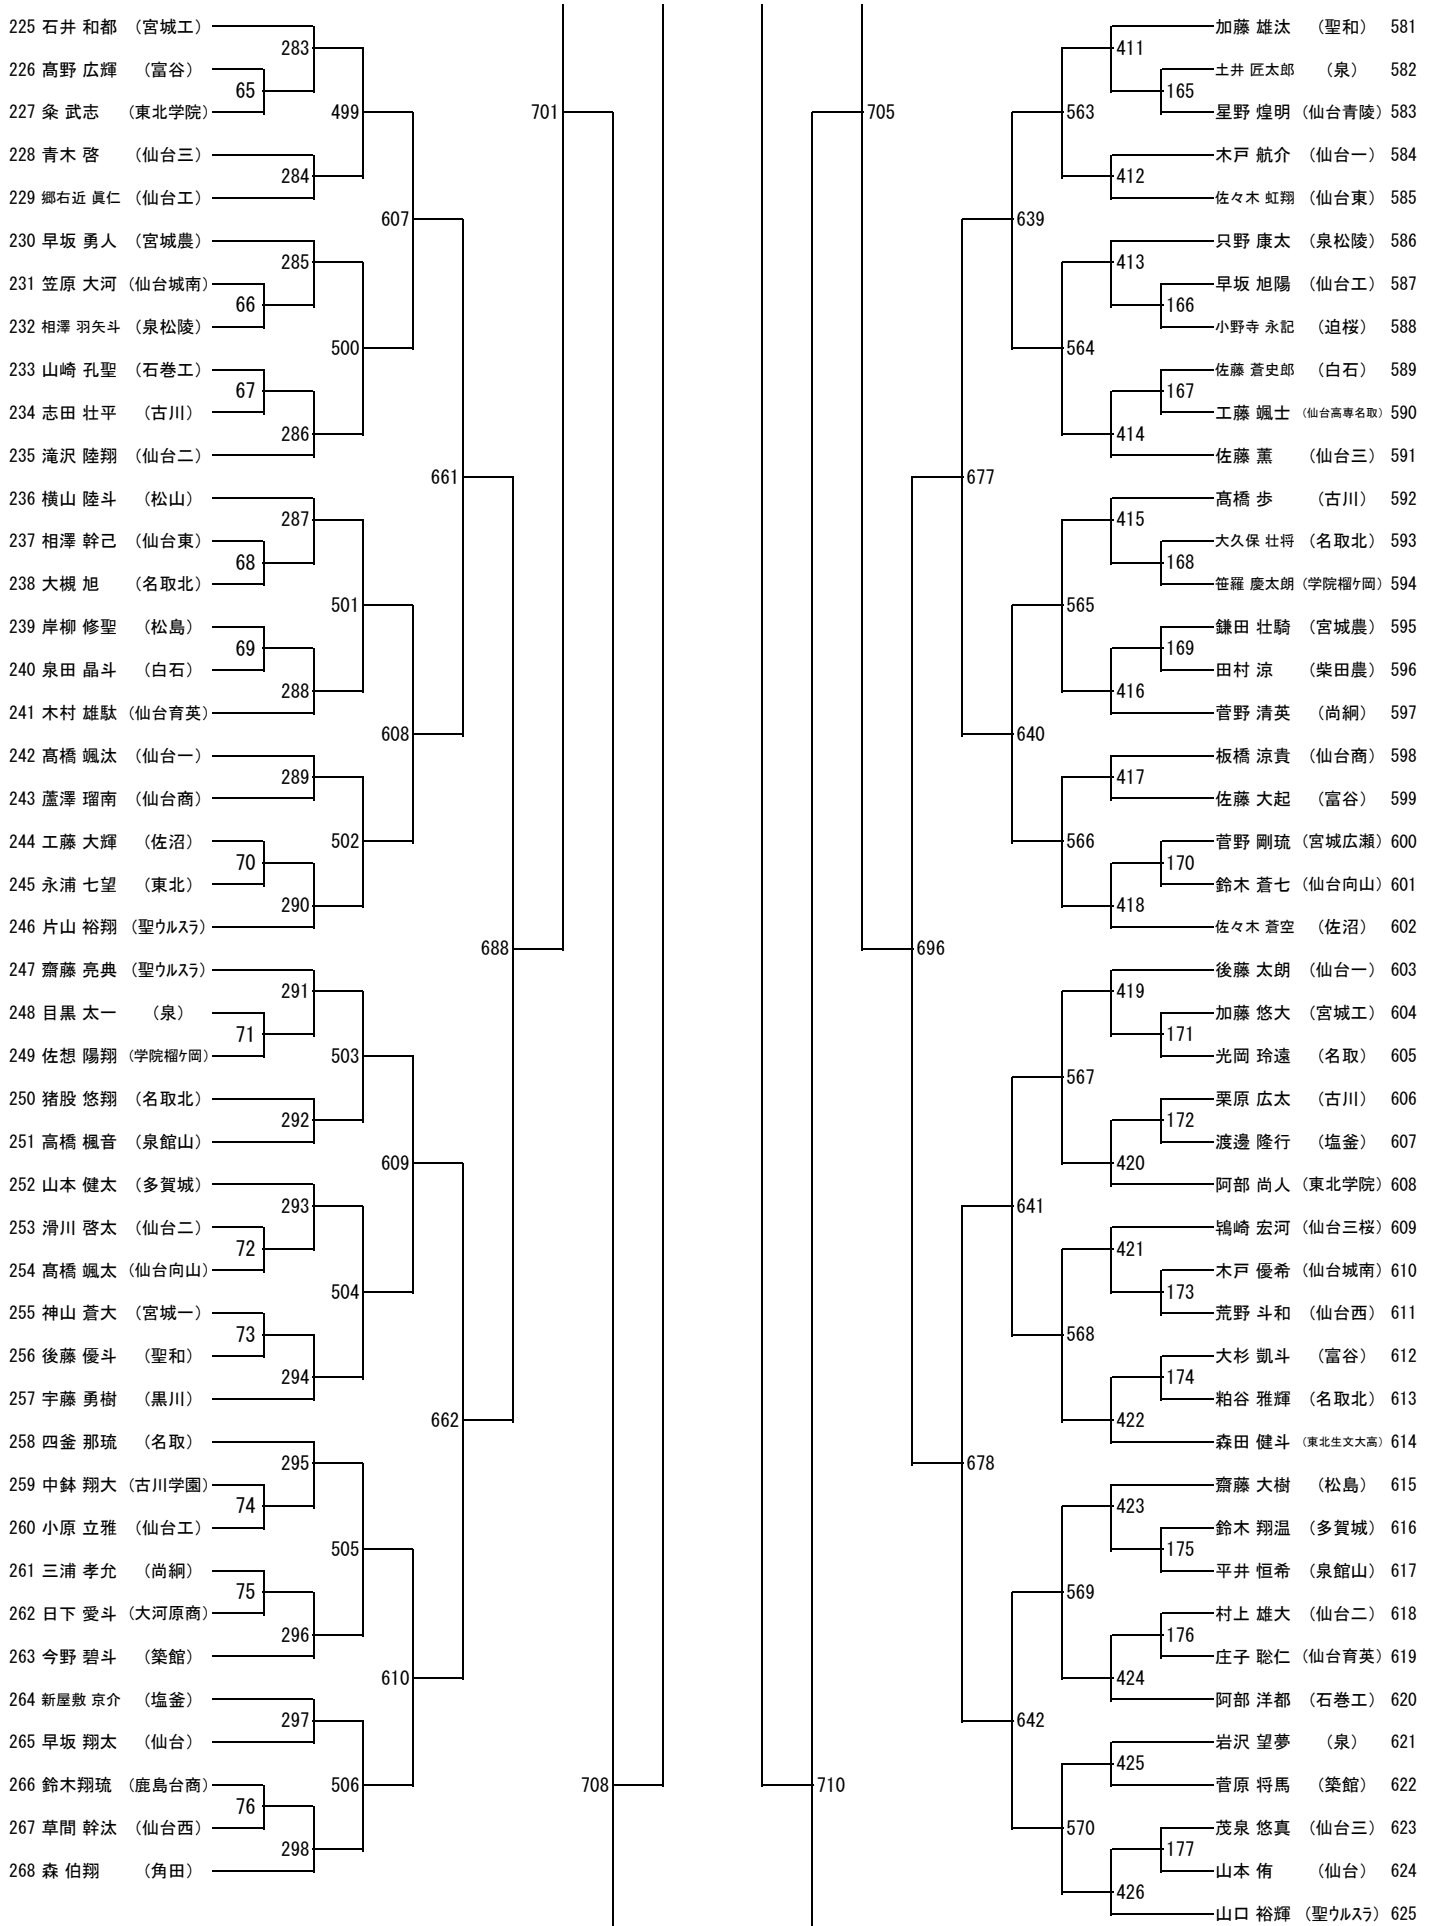 225 石井 和都 (宮城工)
226 髙野 広輝 (富谷)
227 粂 武志 (東北学院)
228 青木 啓 (仙台三)
229 郷右近 眞仁 (仙台工)
230 早坂 勇人 (宮城農)
231 笠原 大河 (仙台城南)
232 相澤 羽矢斗 (泉松陵)
233 山崎 孔聖 (石巻工)
234 志田 壮平 (古川)
235 滝沢 陸翔 (仙台二)
236 横山 陸斗 (松山)
237 相澤 幹己 (仙台東)
238 大槻 旭 (名取北)
239 岸柳 修聖 (松島)
240 泉田 晶斗 (白石)
241 木村 雄駄 (仙台育英)
242 髙橋 颯汰 (仙台一)
243 蘆澤 瑠南 (仙台商)
244 工藤 大輝 (佐沼)
245 永浦 七望 (東北)
246 片山 裕翔 (聖ウルスラ)
247 齋藤 亮典 (聖ウルスラ)
248 目黒 太一 (泉)
249 佐想 陽翔 (学院榴ケ岡)
250 猪股 悠翔 (名取北)
251 高橋 楓音 (泉館山)
252 山本 健太 (多賀城)
253 滑川 啓太 (仙台二)
254 髙橋 颯太 (仙台向山)
255 神山 蒼大 (宮城一)
256 後藤 優斗 (聖和)
257 宇藤 勇樹 (黒川)
258 四釜 那琉 (名取)
259 中鉢 翔大 (古川学園)
260 小原 立雅 (仙台工)
261 三浦 孝允 (尚絅)
262 日下 愛斗 (大河原商)
263 今野 碧斗 (築館)
264 新屋敷 京介 (塩釜)
265 早坂 翔太 (仙台)
266 鈴木翔琉 (鹿島台商)
267 草間 幹汰 (仙台西)
268 森 伯翔 (角田)
65
66
67
68
69
70
71
72
73
74
75
76
283
284
285
286
287
288
289
290
291
292
293
294
295
296
297
298
499
500
501
502
503
504
505
506
607
608
609
610
661
662
688
701
708
705
710
696
677
678
639
640
641
642
563
564
565
566
567
568
569
570
411
412
413
414
415
416
417
418
419
420
421
422
423
424
425
426
165
166
167
168
169
170
171
172
173
174
175
176
177
加藤 雄汰 (聖和) 581
土井 匠太郎 (泉) 582
星野 煌明 (仙台青陵) 583
木戸 航介 (仙台一) 584
佐々木 虹翔 (仙台東) 585
只野 康太 (泉松陵) 586
早坂 旭陽 (仙台工) 587
小野寺 永記 (迫桜) 588
佐藤 蒼史郎 (白石) 589
工藤 颯士 (仙台高専名取) 590
佐藤 薫 (仙台三) 591
髙橋 歩 (古川) 592
大久保 壮将 (名取北) 593
笹羅 慶太朗 (学院榴ケ岡) 594
鎌田 壮騎 (宮城農) 595
田村 涼 (柴田農) 596
菅野 清英 (尚絅) 597
板橋 涼貴 (仙台商) 598
佐藤 大起 (富谷) 599
菅野 剛琉 (宮城広瀬) 600
鈴木 蒼七 (仙台向山) 601
佐々木 蒼空 (佐沼) 602
後藤 太朗 (仙台一) 603
加藤 悠大 (宮城工) 604
光岡 玲遠 (名取) 605
栗原 広太 (古川) 606
渡邊 隆行 (塩釜) 607
阿部 尚人 (東北学院) 608
鴇崎 宏河 (仙台三桜) 609
木戸 優希 (仙台城南) 610
荒野 斗和 (仙台西) 611
大杉 凱斗 (富谷) 612
粕谷 雅輝 (名取北) 613
森田 健斗 (東北生文大高) 614
齋藤 大樹 (松島) 615
鈴木 翔温 (多賀城) 616
平井 恒希 (泉館山) 617
村上 雄大 (仙台二) 618
庄子 聡仁 (仙台育英) 619
阿部 洋都 (石巻工) 620
岩沢 望夢 (泉) 621
菅原 将馬 (築館) 622
茂泉 悠真 (仙台三) 623
山本 侑 (仙台) 624
山口 裕輝 (聖ウルスラ) 625